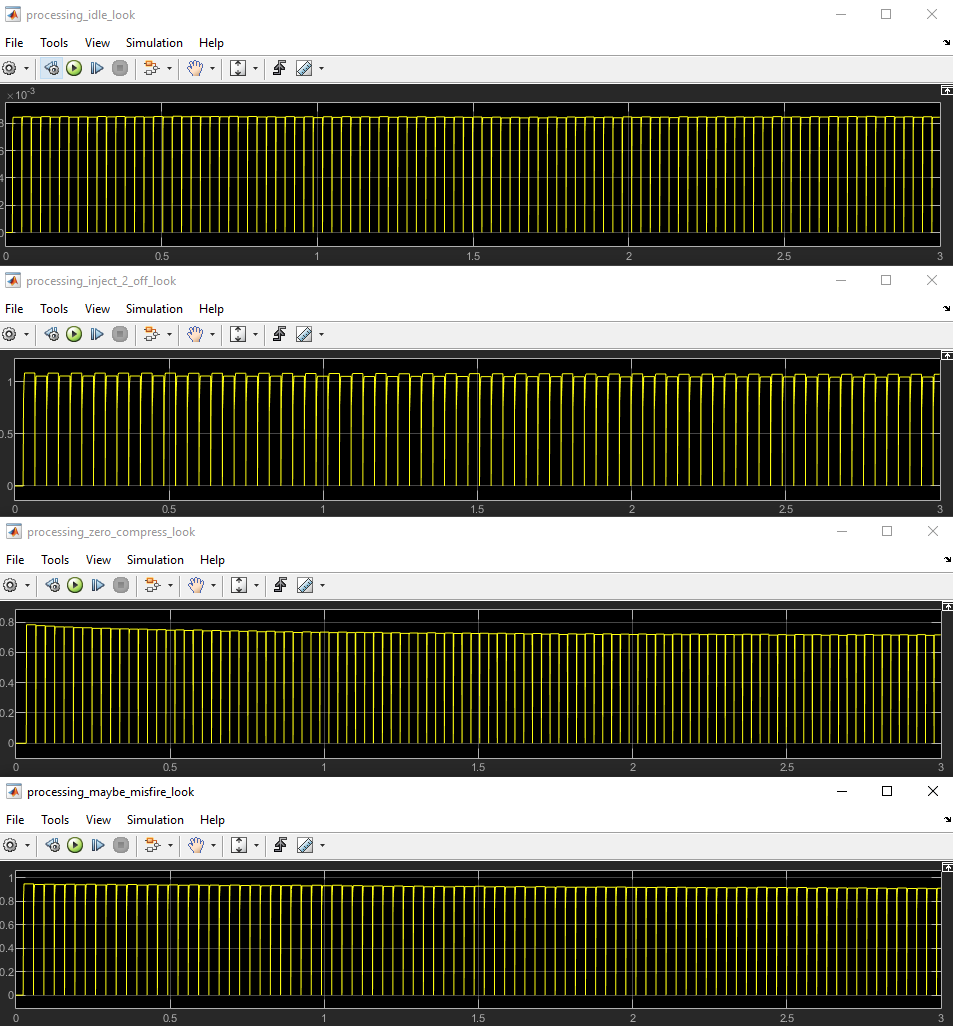 processing_idle_look
File Tools View Simulation Help
×10-3
8
6
4
2
0
0 0.5 1 1.5 2 2.5 3
processing_inject_2_off_look
File Tools View Simulation Help
1
0.5
0
0 0.5 1 1.5 2 2.5 3
processing_zero_compress_look
File Tools View Simulation Help
0.8
0.6
0.4
0.2
0
0 0.5 1 1.5 2 2.5 3
processing_maybe_misfire_look
File Tools View Simulation Help
1
0.8
0.6
0.4
0.2
0
0 0.5 1 1.5 2 2.5 3